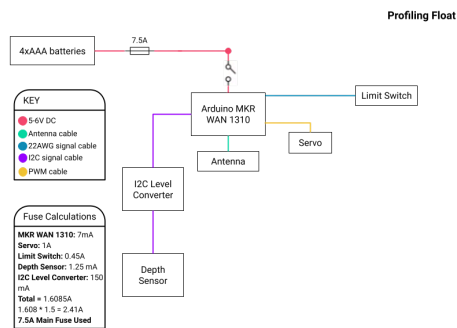 Profiling Float
7.5A
4xAAA batteries
KEY
5-6V DC
Antenna cable
22AWG signal cable
I2C signal cable
PWM cable
Arduino MKR
WAN 1310
Limit Switch
Servo
Antenna
I2C Level
Converter
Depth
Sensor
Fuse Calculations
MKR WAN 1310: 7mA
Servo: 1A
Limit Switch: 0.45A
Depth Sensor: 1.25 mA
I2C Level Converter: 150
mA
Total = 1.6085A
1.608 * 1.5 = 2.41A
7.5A Main Fuse Used